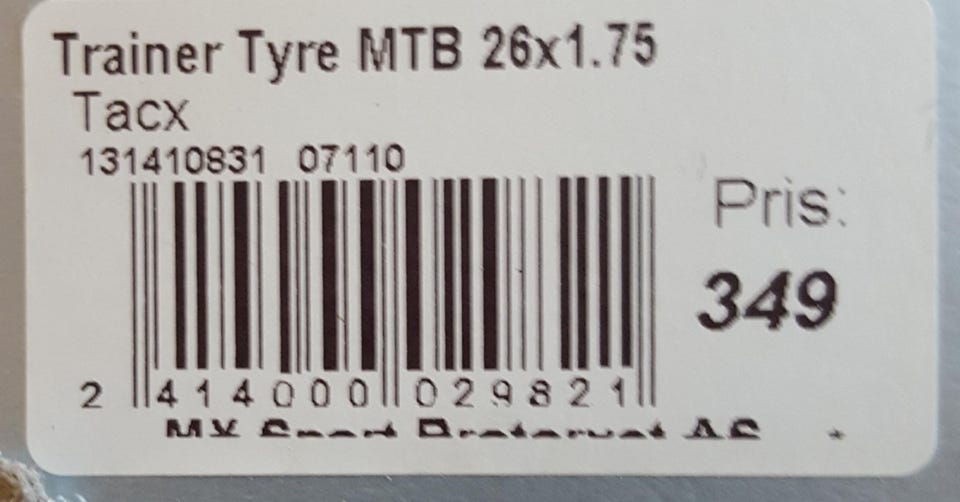 Trainer Tyre MTB 26x1.75
Tacx
131410831 07110
Pris:
349
2 414000 029821